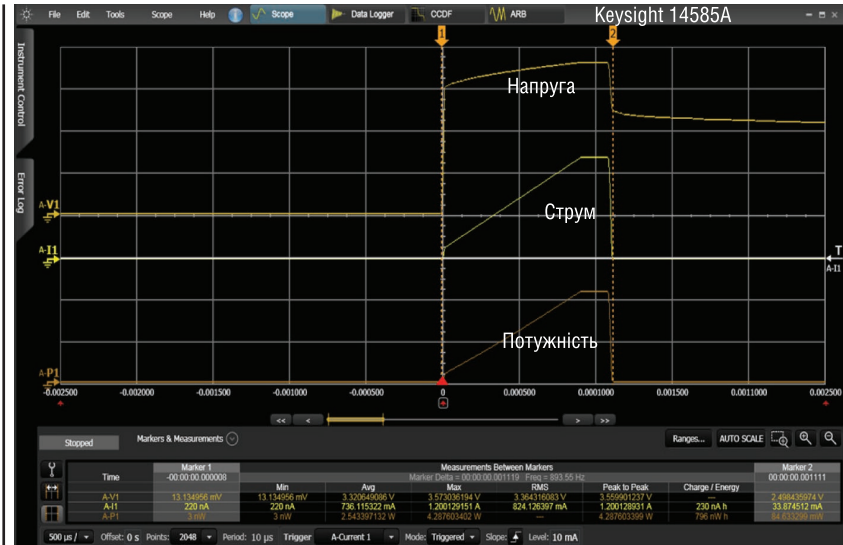 File Edit Tools Scope Help Scope Data Logger CCDF ARB Keysight 14585A
Instrument Control
Error Log
1 2
Напруга
A-V1
Струм
A-I1
T
A-I1
Потужність
A-P1
-0.002500 -0.002000 -0.001500 -0.001000 -0.000500 0 0.000500 0.0001000 0.001500 0.0011000 0.002500
<< < > >>
Stopped Markers & Measurements Ranges... AUTO SCALE
Marker 1 Measurements Between Markers Marker 2
Time -00:00:00.000008 Marker Delta = 00:00:00.001119 Freq = 893.55 Hz 00:00:00.001111
Min Avg Max RMS Peak to Peak Charge / Energy
A-V1 13.134956 mV 13.134956 mV 3.320649086 V 3.573036194 V 3.364316083 V 3.559901237 V --- 2.498435974 V
A-I1 220 nA 220 nA 736.115322 mA 1.200129151 A 824.126397 mA 1.200128931 A 230 nA h 33.874512 mA
A-P1 3 nW 3 nW 2.543397132 W 4.287603402 W --- 4.287603399 W 796 nW h 84.633299 mW
500 µs / Offset: 0 s Points: 2048 Period: 10 µs Trigger A-Current 1 Mode: Triggered Slope: Level: 10 mA